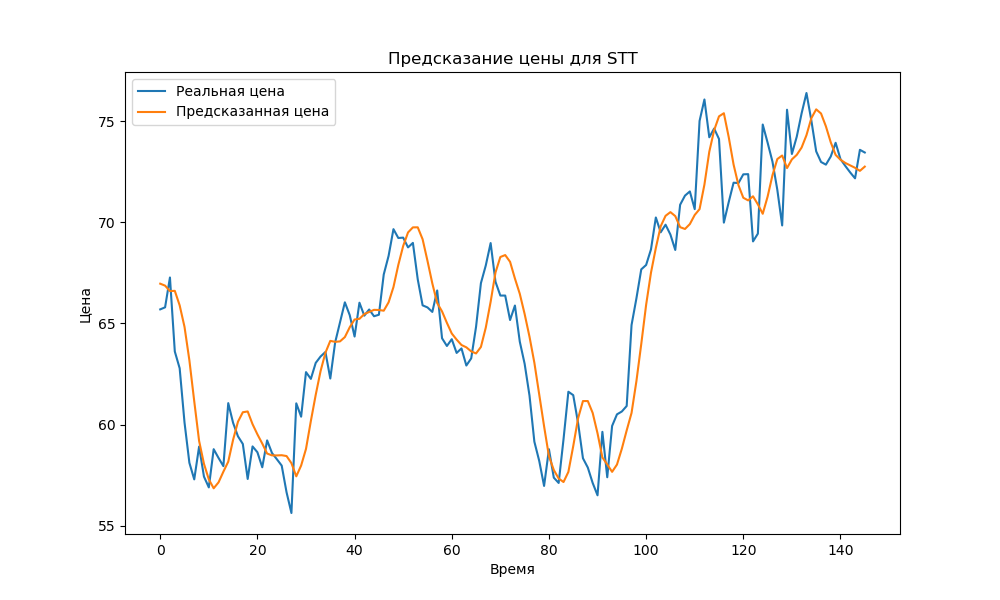 Предсказание цены для STT
Реальная цена
Предсказанная цена
Цена
75
70
65
60
55
0 20 40 60 80 100 120 140
Время